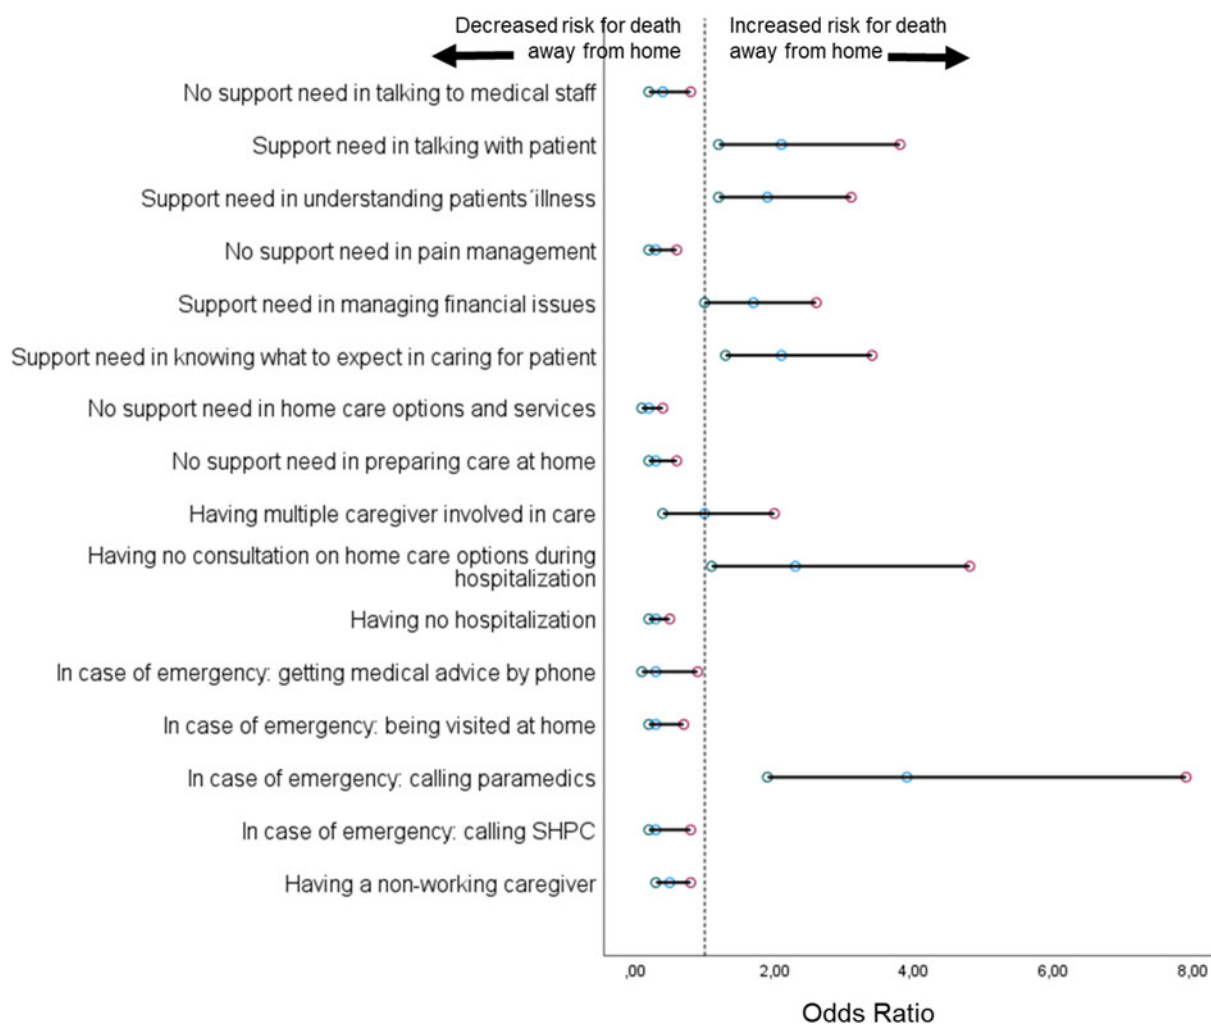 Decreased risk for death
away from home
Increased risk for death
away from home
No support need in talking to medical staff
Support need in talking with patient
Support need in understanding patients´illness
No support need in pain management
Support need in managing financial issues
Support need in knowing what to expect in caring for patient
No support need in home care options and services
No support need in preparing care at home
Having multiple caregiver involved in care
Having no consultation on home care options during
hospitalization
Having no hospitalization
In case of emergency: getting medical advice by phone
In case of emergency: being visited at home
In case of emergency: calling paramedics
In case of emergency: calling SHPC
Having a non-working caregiver
,00 2,00 4,00 6,00 8,00
Odds Ratio